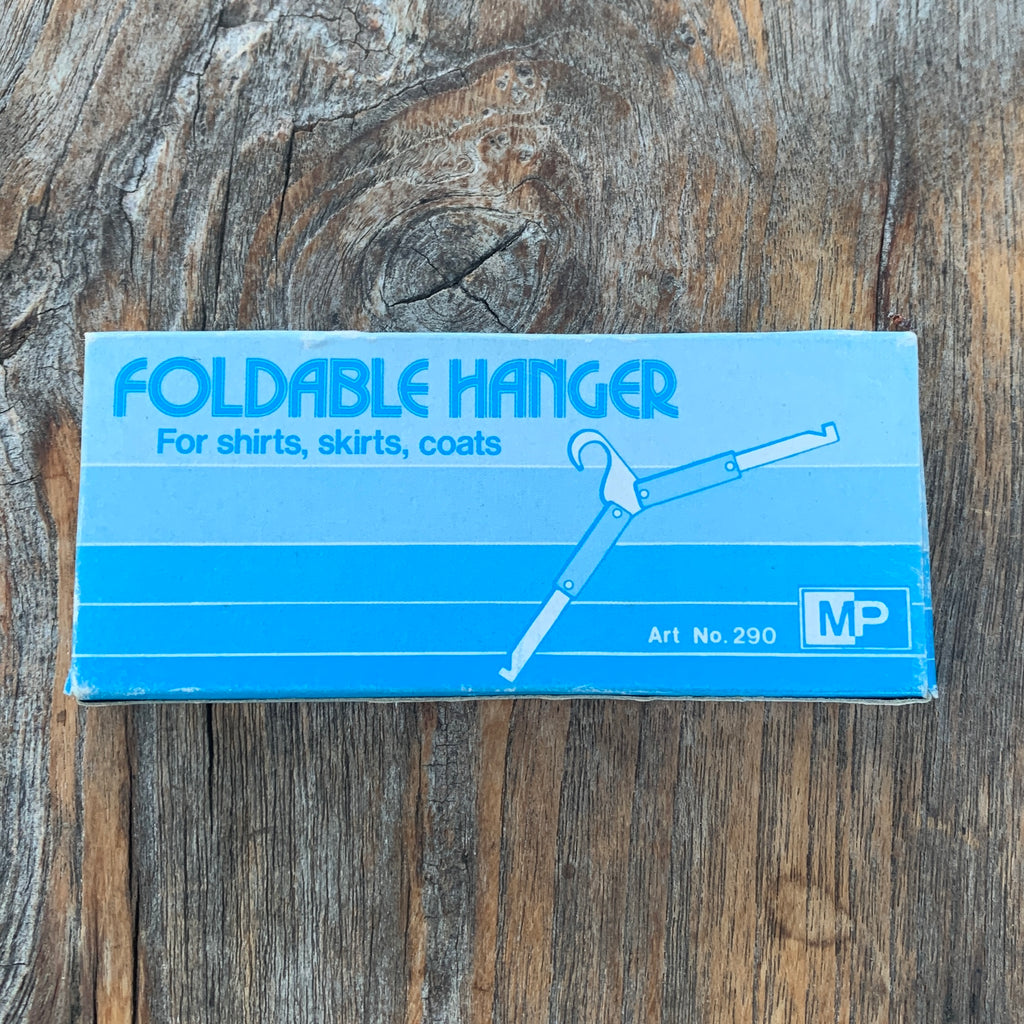 FOLDABLE HANGER
For shirts, skirts, coats
Art No. 290
MP